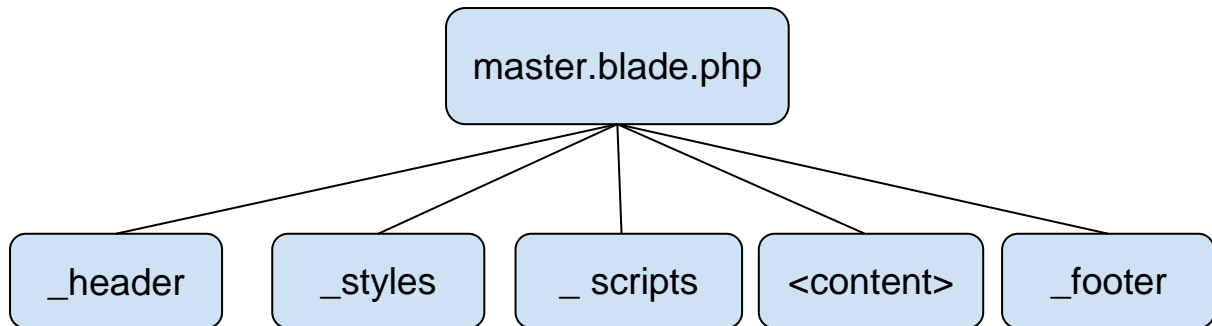 master.blade.php
_header
_styles
_ scripts
<content>
_footer